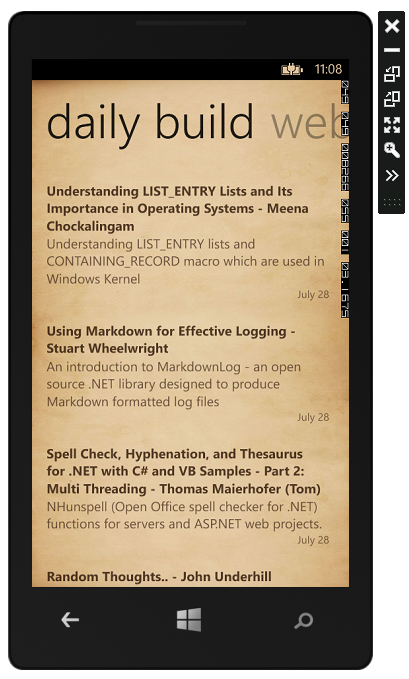 11:08
daily build web
Understanding LIST_ENTRY Lists and Its
Importance in Operating Systems - Meena
Chockalingam
Understanding LIST_ENTRY lists and
CONTAINING_RECORD macro which are used in
Windows Kernel
July 28
Using Markdown for Effective Logging -
Stuart Wheelwright
An introduction to MarkdownLog - an open
source .NET library designed to produce
Markdown formatted log files
July 28
Spell Check, Hyphenation, and Thesaurus
for .NET with C# and VB Samples - Part 2:
Multi Threading - Thomas Maierhofer (Tom)
NHunspell (Open Office spell checker for .NET)
functions for servers and ASP.NET web projects.
July 28
Random Thoughts.. - John Underhill